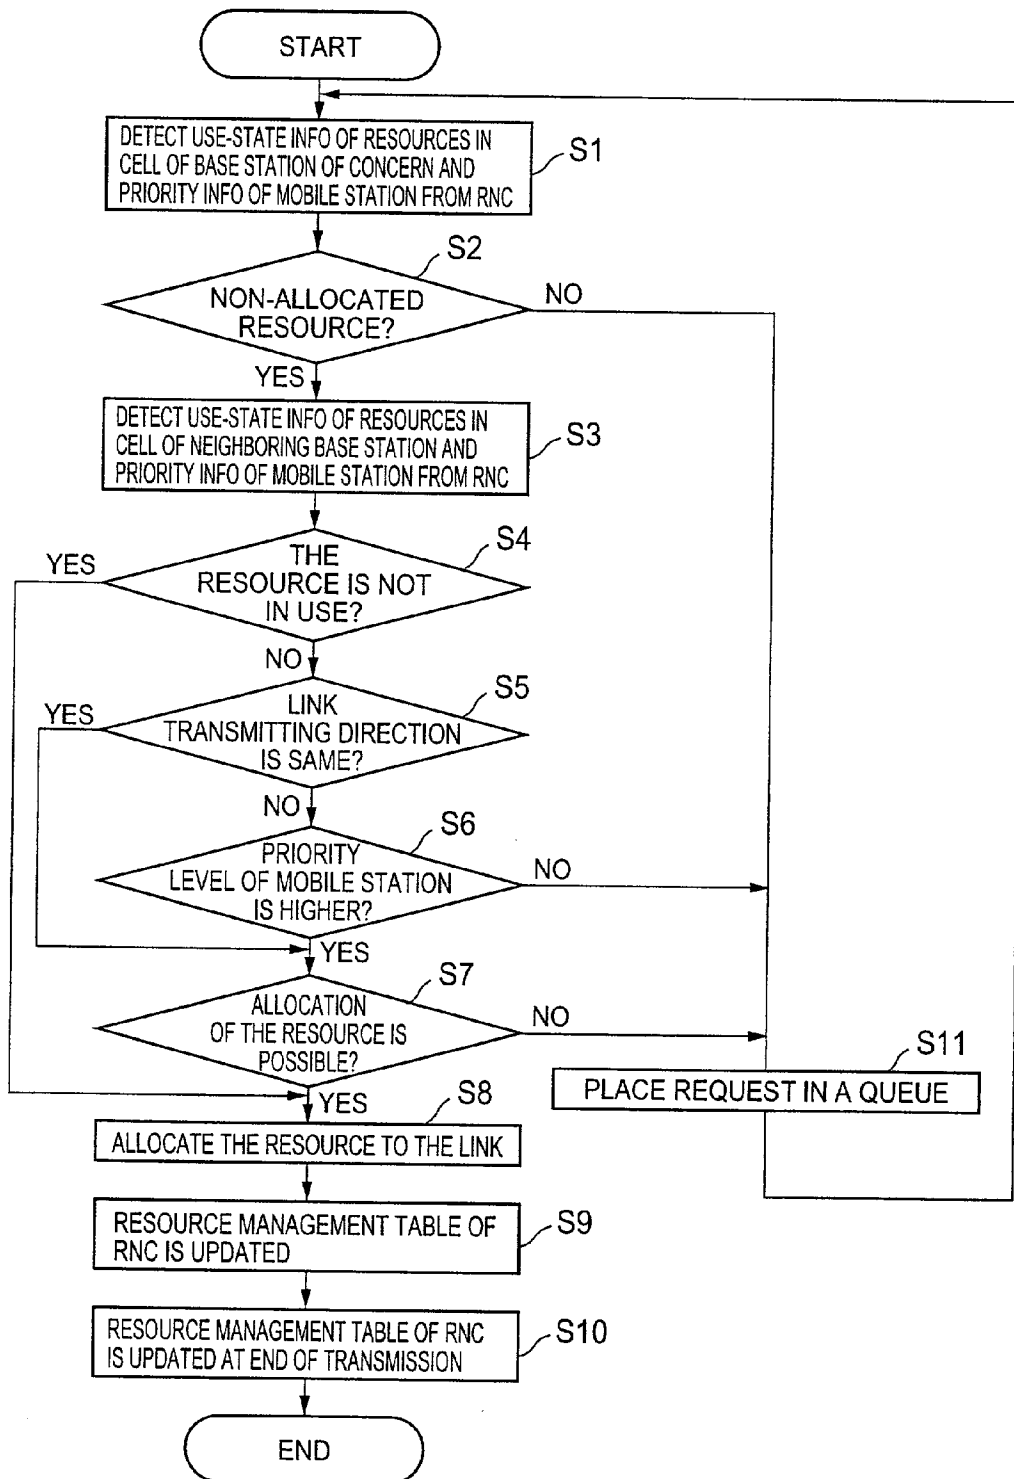 START
DETECT USE-STATE INFO OF RESOURCES IN
CELL OF BASE STATION OF CONCERN AND
PRIORITY INFO OF MOBILE STATION FROM RNC
S1
S2
NON-ALLOCATED
RESOURCE?
NO
YES
DETECT USE-STATE INFO OF RESOURCES IN
CELL OF NEIGHBORING BASE STATION AND
PRIORITY INFO OF MOBILE STATION FROM RNC
S3
S4
YES
THE
RESOURCE IS NOT
IN USE?
NO
S5
YES
LINK
TRANSMITTING DIRECTION
IS SAME?
NO
S6
PRIORITY
LEVEL OF MOBILE STATION
IS HIGHER?
NO
YES
S7
ALLOCATION
OF THE RESOURCE IS
POSSIBLE?
NO
YES
S11
PLACE REQUEST IN A QUEUE
S8
ALLOCATE THE RESOURCE TO THE LINK
RESOURCE MANAGEMENT TABLE OF
RNC IS UPDATED
S9
RESOURCE MANAGEMENT TABLE OF RNC
IS UPDATED AT END OF TRANSMISSION
S10
END